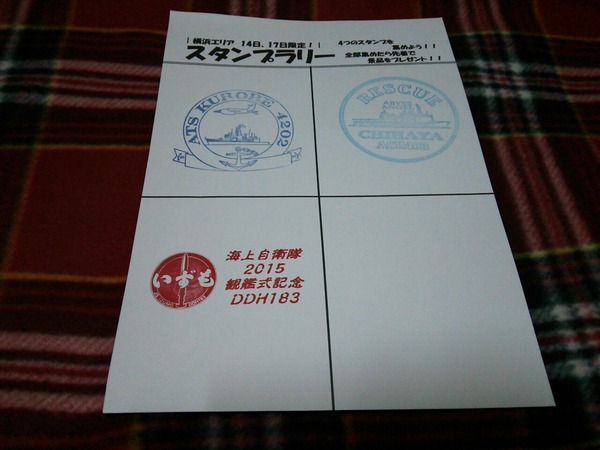 ！横浜エリア 14日、17日限定！！
スタンプラリー
4つのスタンプを
集めよう！！
全部集めたら先着で
景品をプレゼント！！
ATS KUROBE 4202
RESCUE
CHIHAYA
いずも
海上自衛隊
2015
観艦式記念
DDH183